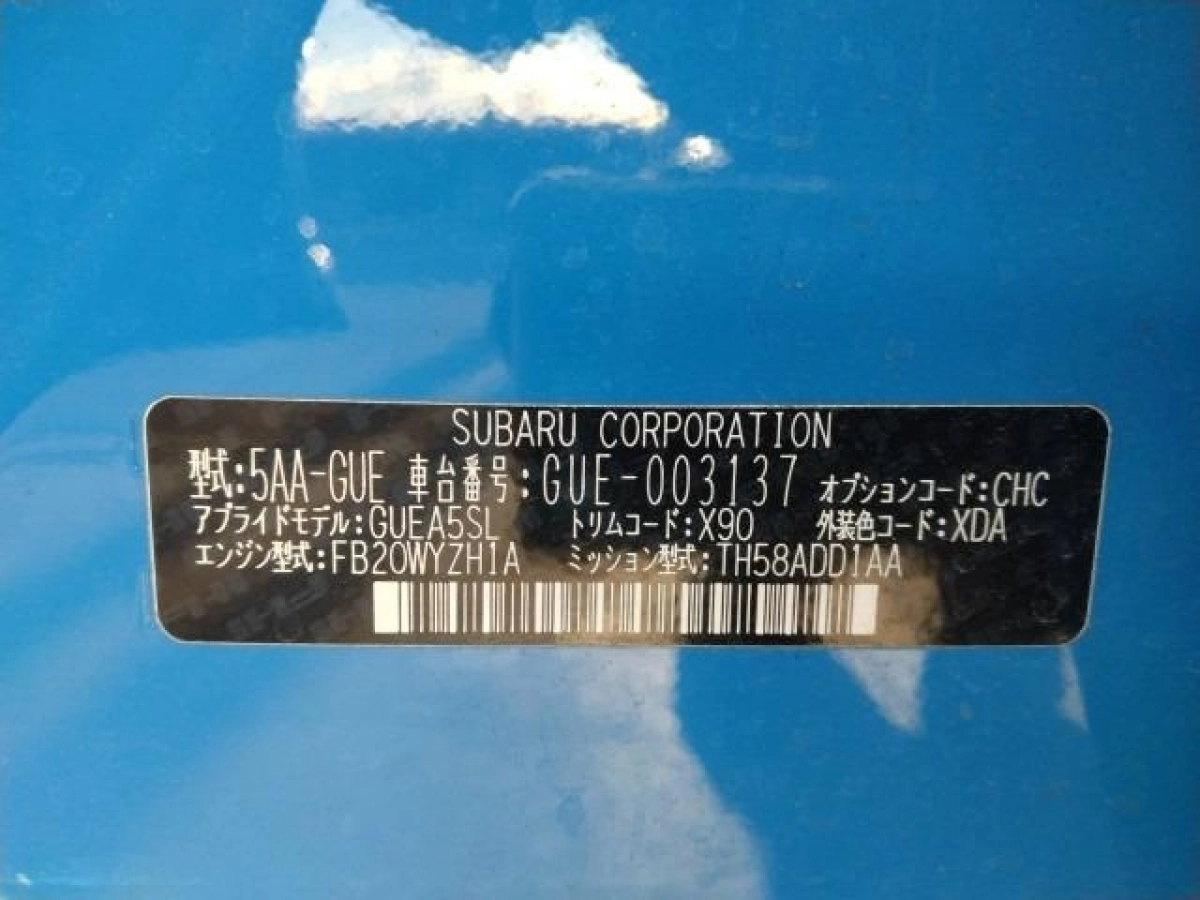 SUBARU CORPORATION
型式:5AA-GUE 車台番号:GUE-003137 オプションコード:CHC
アプライドモデル:GUEA5SL トリムコード:X90 外装色コード:XDA
エンジン型式:FB20WYZH1A ミッション型式:TH58ADD1AA